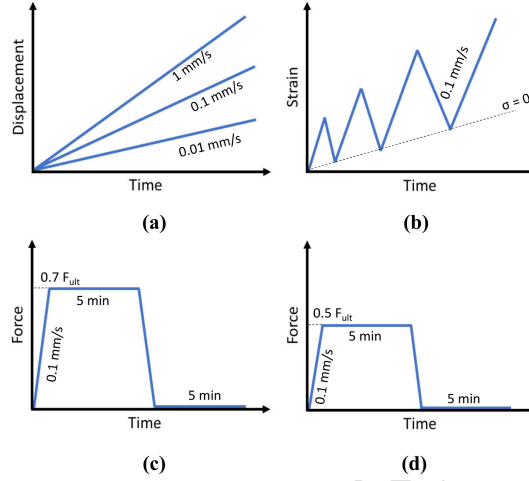 Displacement
1 mm/s
0.1 mm/s
0.01 mm/s
Time
(a)
Strain
0.1 mm/s
σ = 0
Time
(b)
Force
0.7 Fult
5 min
0.1 mm/s
5 min
Time
(c)
Force
0.5 Fult
5 min
0.1 mm/s
5 min
Time
(d)